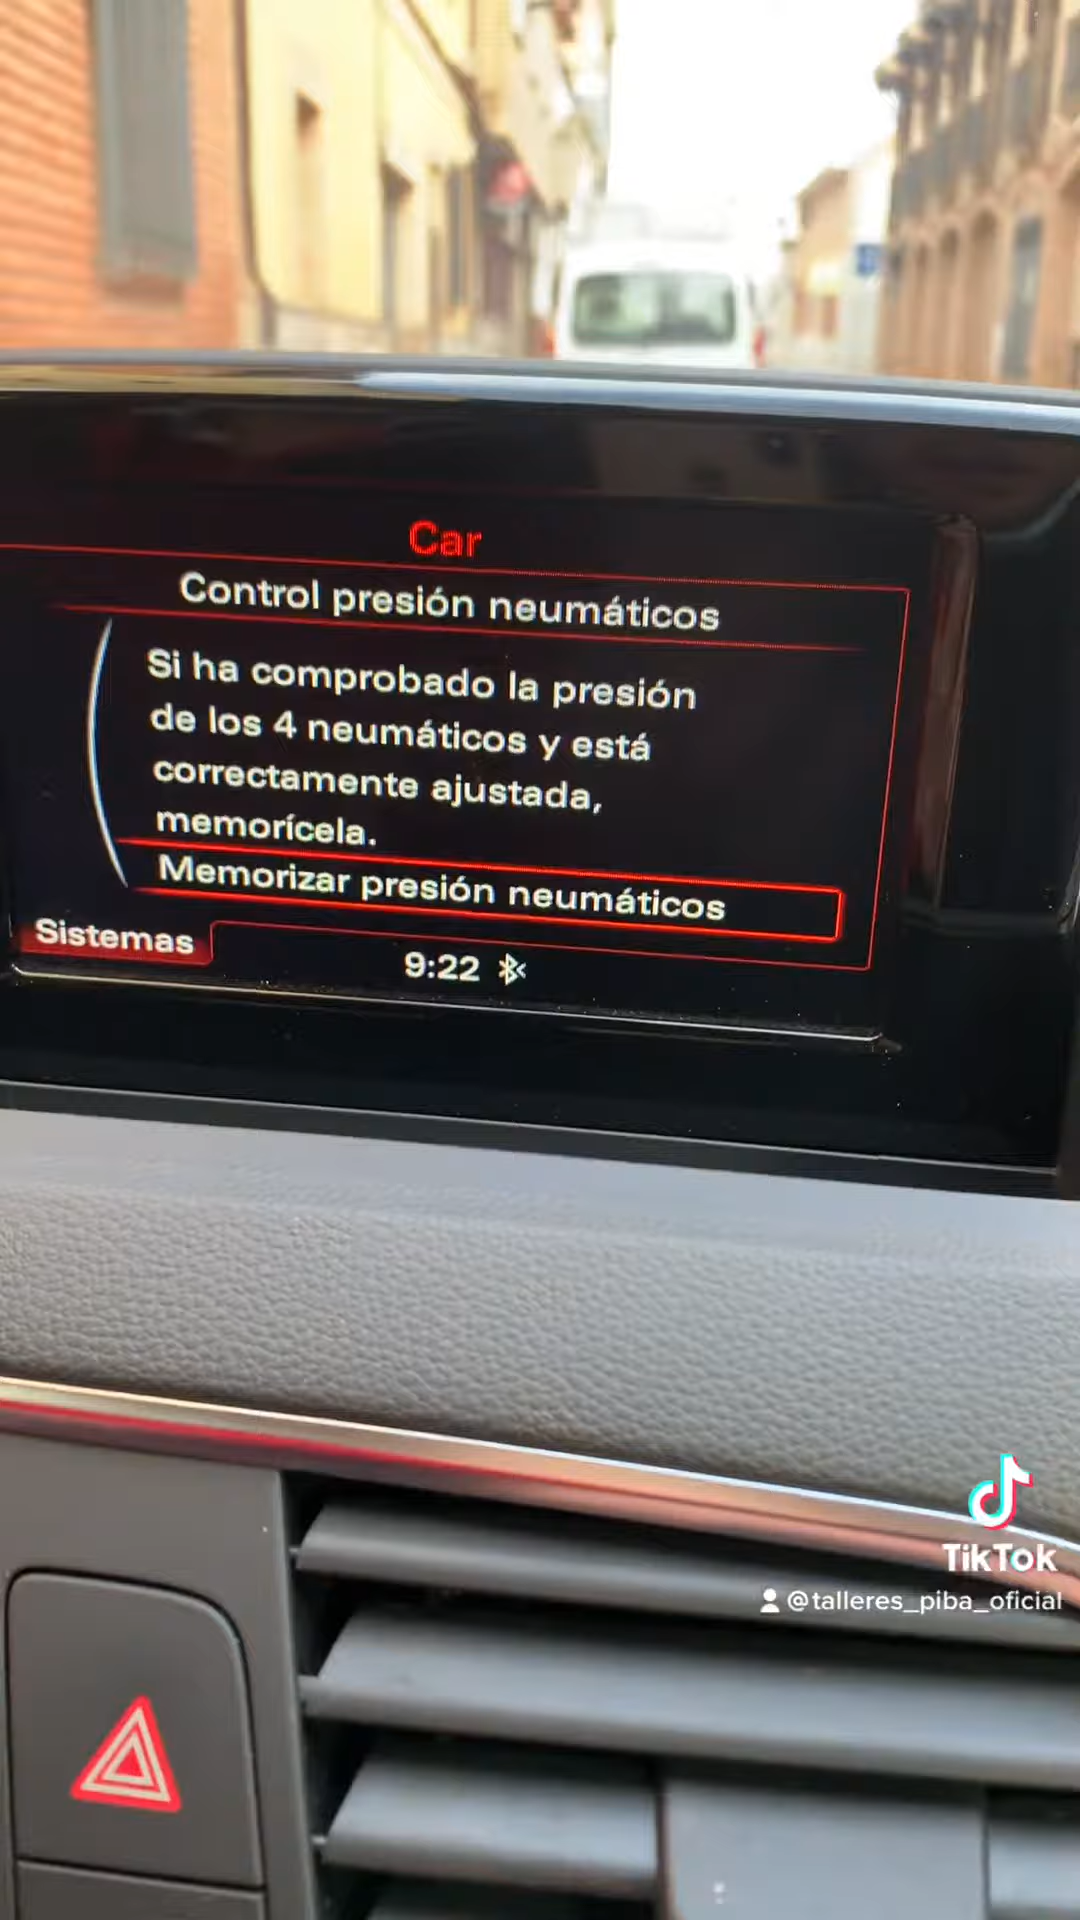 Car
Control presión neumáticos
Si ha comprobado la presión
de los 4 neumáticos y está
correctamente ajustada,
memorícela.
Memorizar presión neumáticos
Sistemas
9:22
TikTok
@talleres_piba_oficial